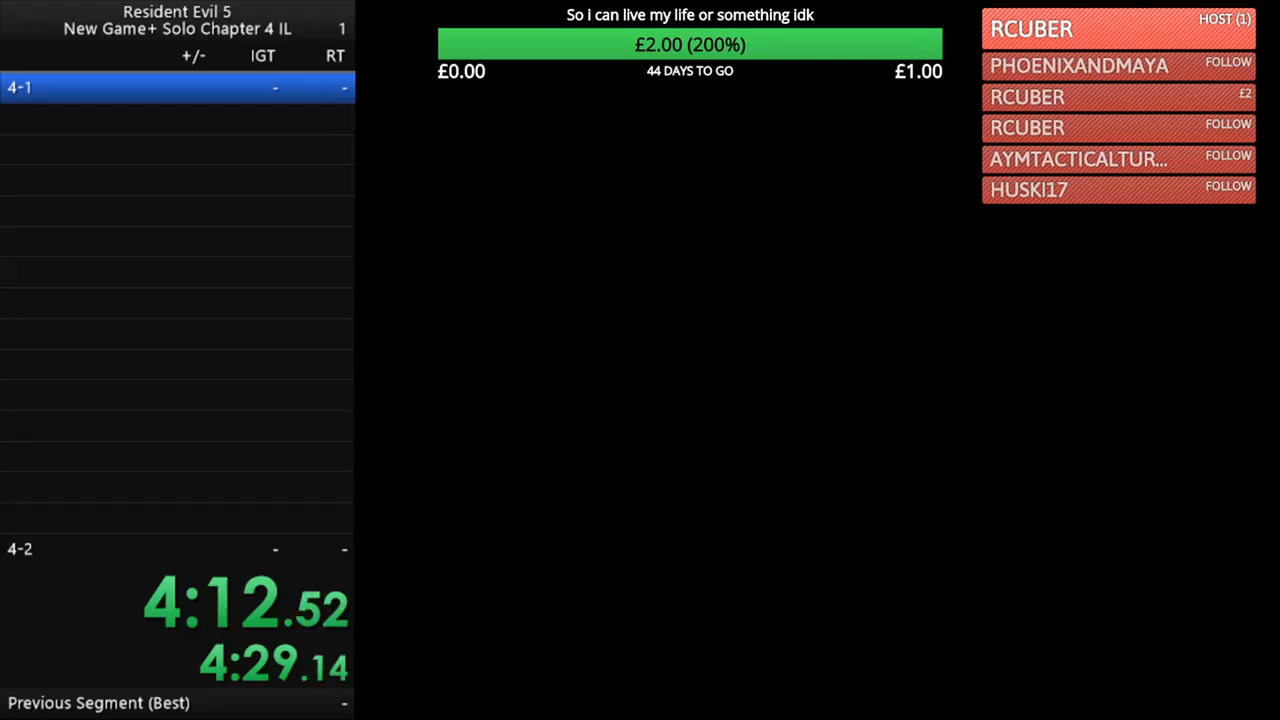 Resident Evil 5
New Game+ Solo Chapter 4 IL 1
+/- IGT RT
4-1 - -
4-2 - -
4:12.52
4:29.14
Previous Segment (Best) -
So i can live my life or something idk
£2.00 (200%)
£0.00 44 DAYS TO GO £1.00
RCUBER HOST (1)
PHOENIXANDMAYA FOLLOW
RCUBER £2
RCUBER FOLLOW
AYMTACTICALTUR... FOLLOW
HUSKI17 FOLLOW